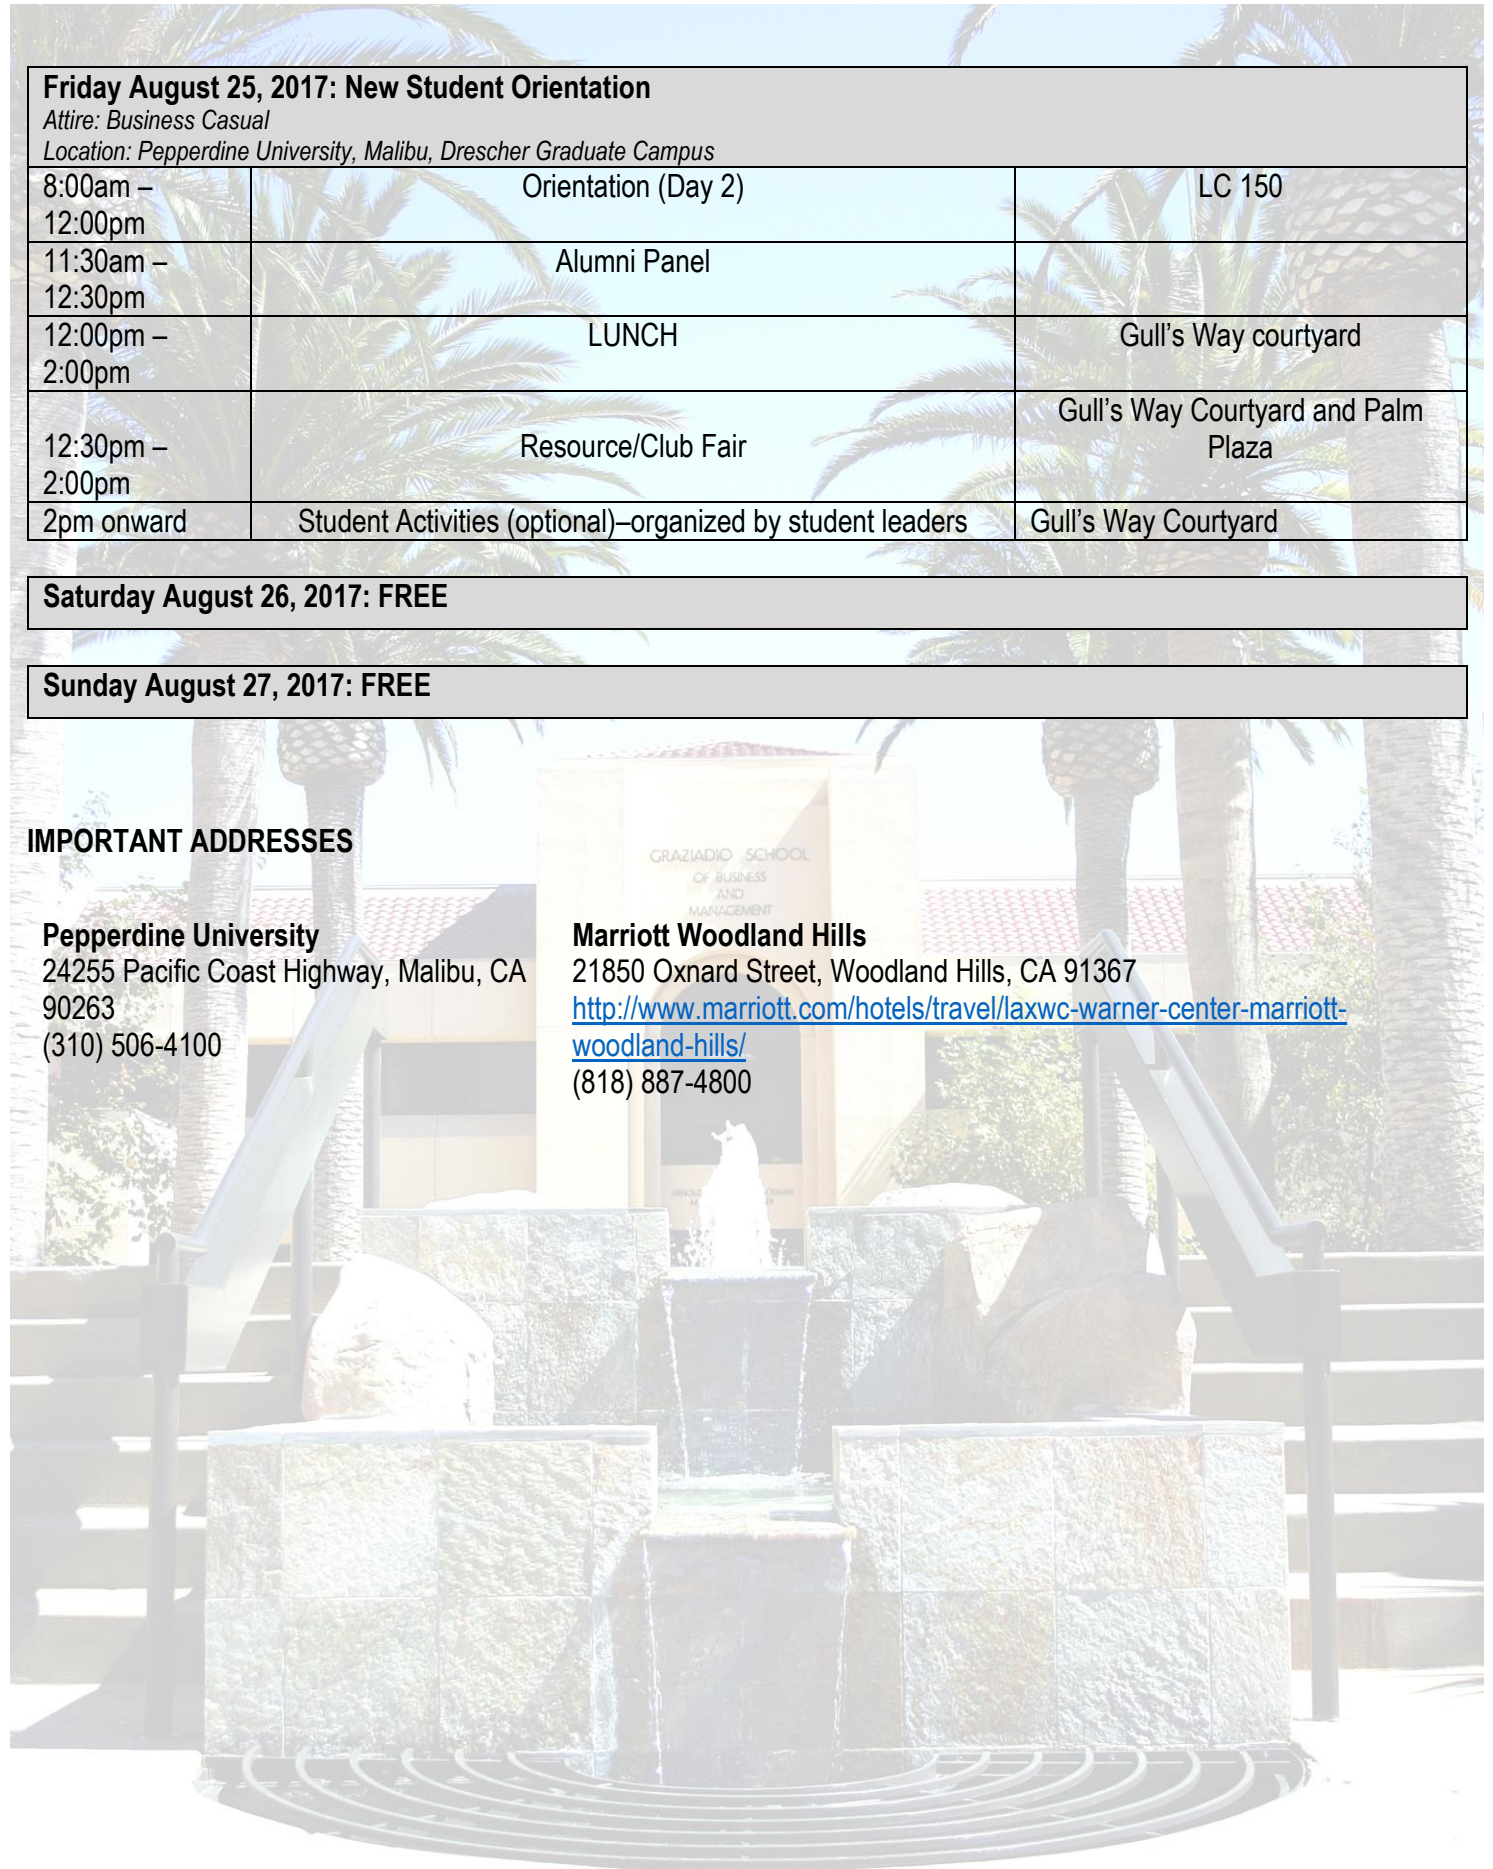 Friday August 25, 2017: New Student Orientation
Attire: Business Casual
Location: Pepperdine University, Malibu, Drescher Graduate Campus
8:00am – 12:00pm Orientation (Day 2) LC 150
11:30am – 12:30pm Alumni Panel
12:00pm – 2:00pm LUNCH Gull’s Way courtyard
12:30pm – 2:00pm Resource/Club Fair Gull’s Way Courtyard and Palm Plaza
2pm onward Student Activities (optional)–organized by student leaders Gull’s Way Courtyard
Saturday August 26, 2017: FREE
Sunday August 27, 2017: FREE
IMPORTANT ADDRESSES
GRAZIADIO SCHOOL
OF BUSINESS
AND
MANAGEMENT
Pepperdine University
24255 Pacific Coast Highway, Malibu, CA
90263
(310) 506-4100
Marriott Woodland Hills
21850 Oxnard Street, Woodland Hills, CA 91367
http://www.marriott.com/hotels/travel/laxwc-warner-center-marriott-
woodland-hills/
(818) 887-4800